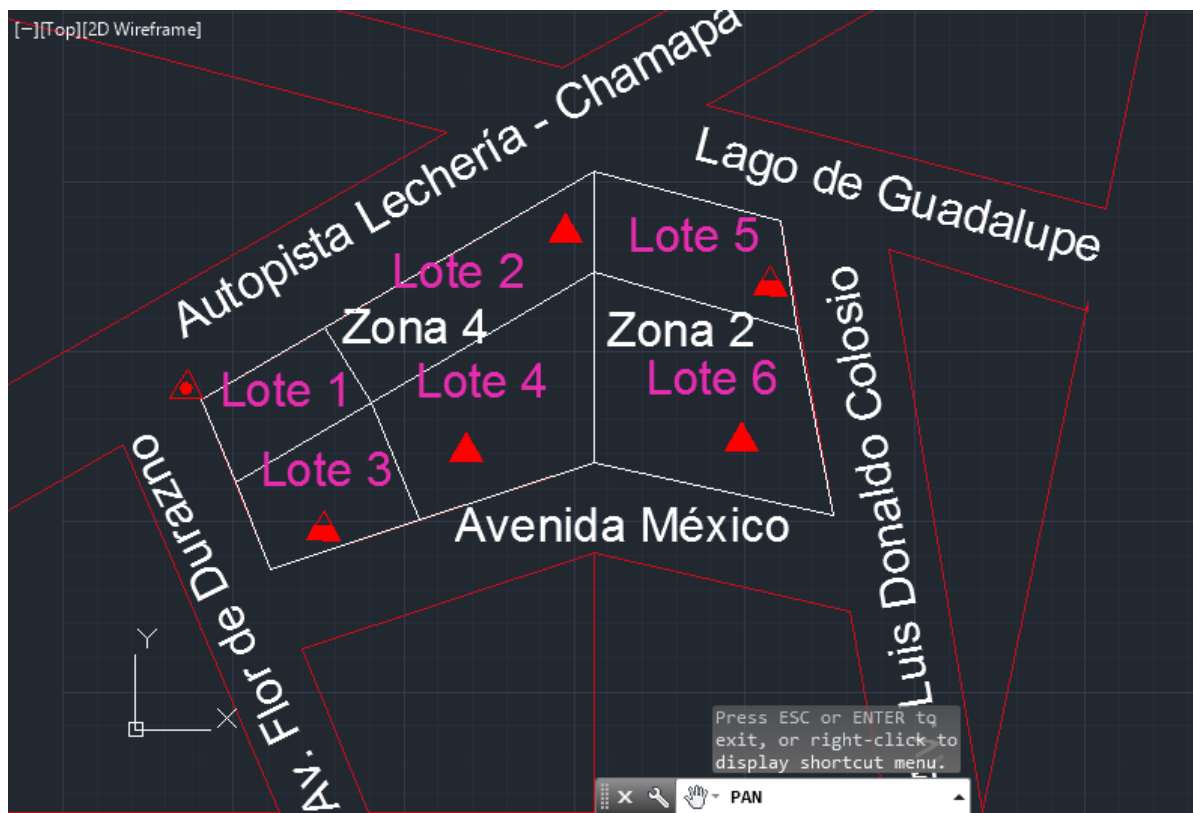 [−][Top][2D Wireframe]
Autopista Lechería - Chamapa
Lago de Guadalupe
Lote 5
Lote 2
Zona 4
Zona 2
Lote 1
Lote 4
Lote 6
Lote 3
Avenida México
Av. Flor de Durazno
Luis Donaldo Colosio
Y
X
Press ESC or ENTER to
exit, or right-click to
display shortcut menu.
PAN